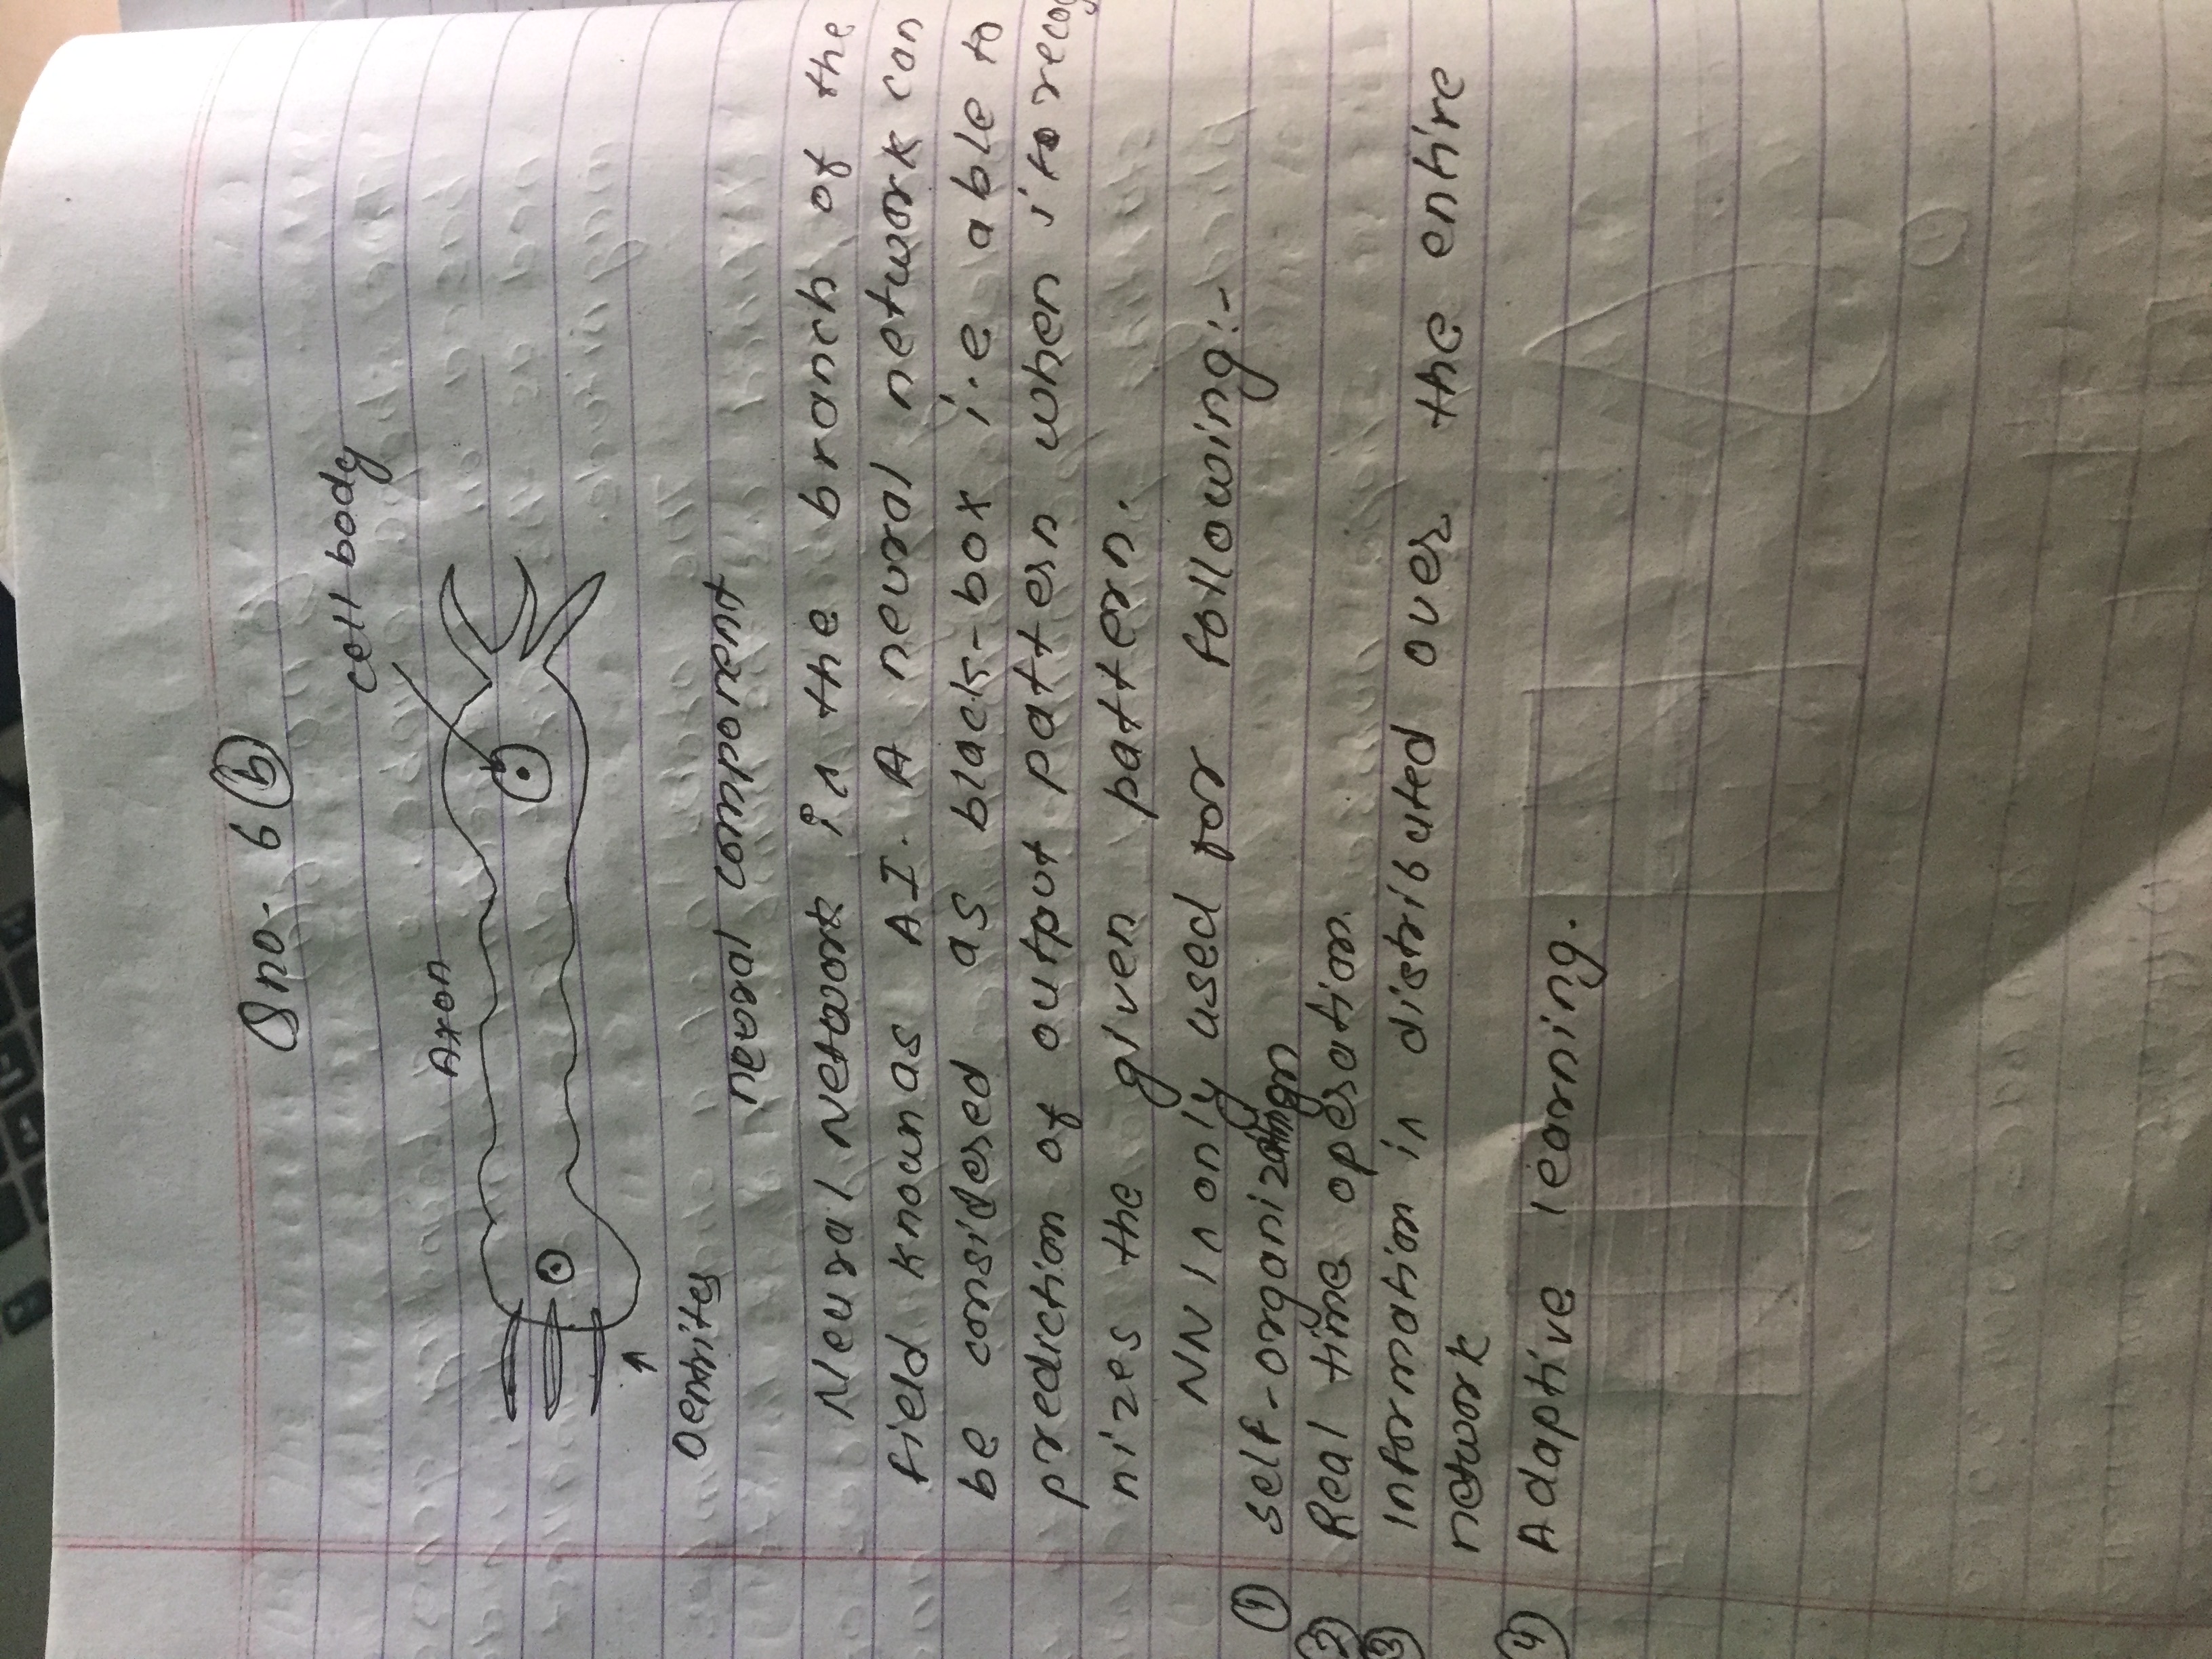 Qno. 6 (b)
cell body
Axon
Dentrites
neural component
Neural Network is the branch of the
field known as AI. A neural network can
be considered as black-box i.e able to
prediction of output pattern when it recog
nizes the given pattern.
NN is only used for following:-
(1) self-organization
(2) Real time operation.
(3) Information is distributed over the entire
network
(4) Adaptive learning.